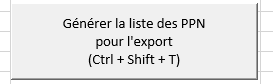 Générer la liste des PPN
pour l'export
(Ctrl + Shift + T)